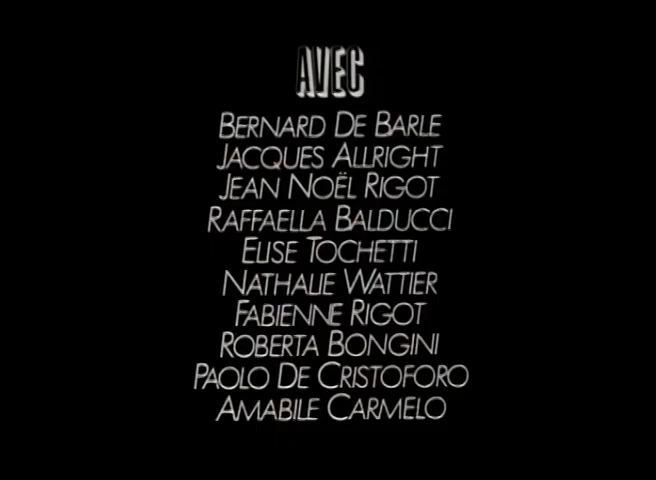 AVEC
BERNARD DE BARLE
JACQUES ALLRIGHT
JEAN NOËL RIGOT
RAFFAELLA BALDUCCI
ELISE TOCHETTI
NATHALIE WATTIER
FABIENNE RIGOT
ROBERTA BONGINI
PAOLO DE CRISTOFORO
AMABILE CARMELO